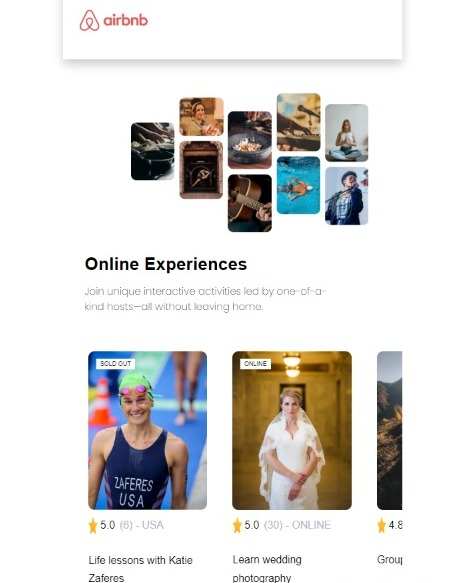 airbnb
Online Experiences
Join unique interactive activities led by one-of-a-
kind hosts—all without leaving home.
SOLD OUT
ONLINE
ZAFERES
USA
5.0 (6) - USA
5.0 (30) - ONLINE
4.8
Life lessons with Katie
Zaferes
Learn wedding
photography
Group